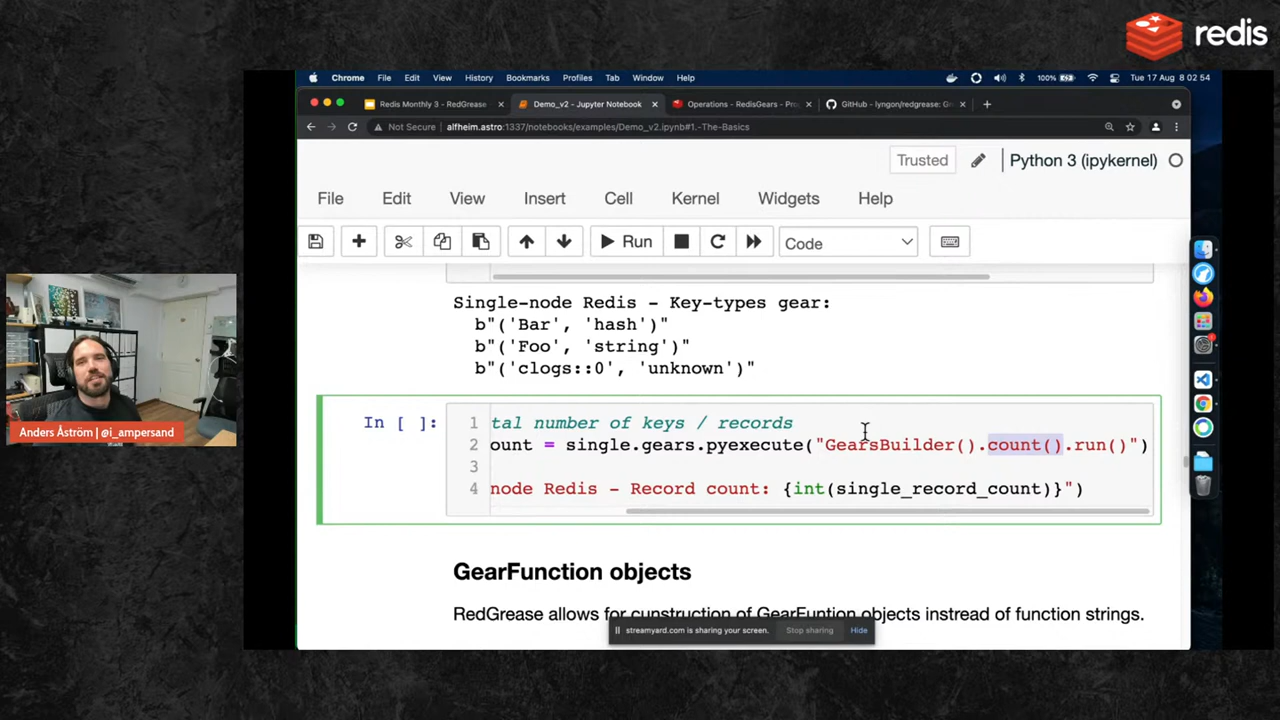 redis
Chrome File Edit View History Bookmarks Profiles Tab Window Help 100% Tue 17 Aug 8 02 54
Redis Monthly 3 - RedGrease × Demo_v2 - Jupyter Notebook × Operations - RedisGears - Pro × GitHub - lyngon/redgrease: G × +
Not Secure alfheim.astro:1337/notebooks/examples/Demo_v2.ipynb#1.-The-Basics
Trusted Python 3 (ipykernel)
File Edit View Insert Cell Kernel Widgets Help
Run Code
Single-node Redis - Key-types gear:
b"('Bar', 'hash')"
b"('Foo', 'string')"
b"('clogs::0', 'unknown')"
In [ ]: 1 tal number of keys / records
2 ount = single.gears.pyexecute("GearsBuilder().count().run()")
3
4 node Redis - Record count: {int(single_record_count)}")
Anders Åström | @i_ampersand
GearFunction objects
RedGrease allows for cunstruction of GearFuntion objects instread of function strings.
streamyard.com is sharing your screen. Stop sharing Hide